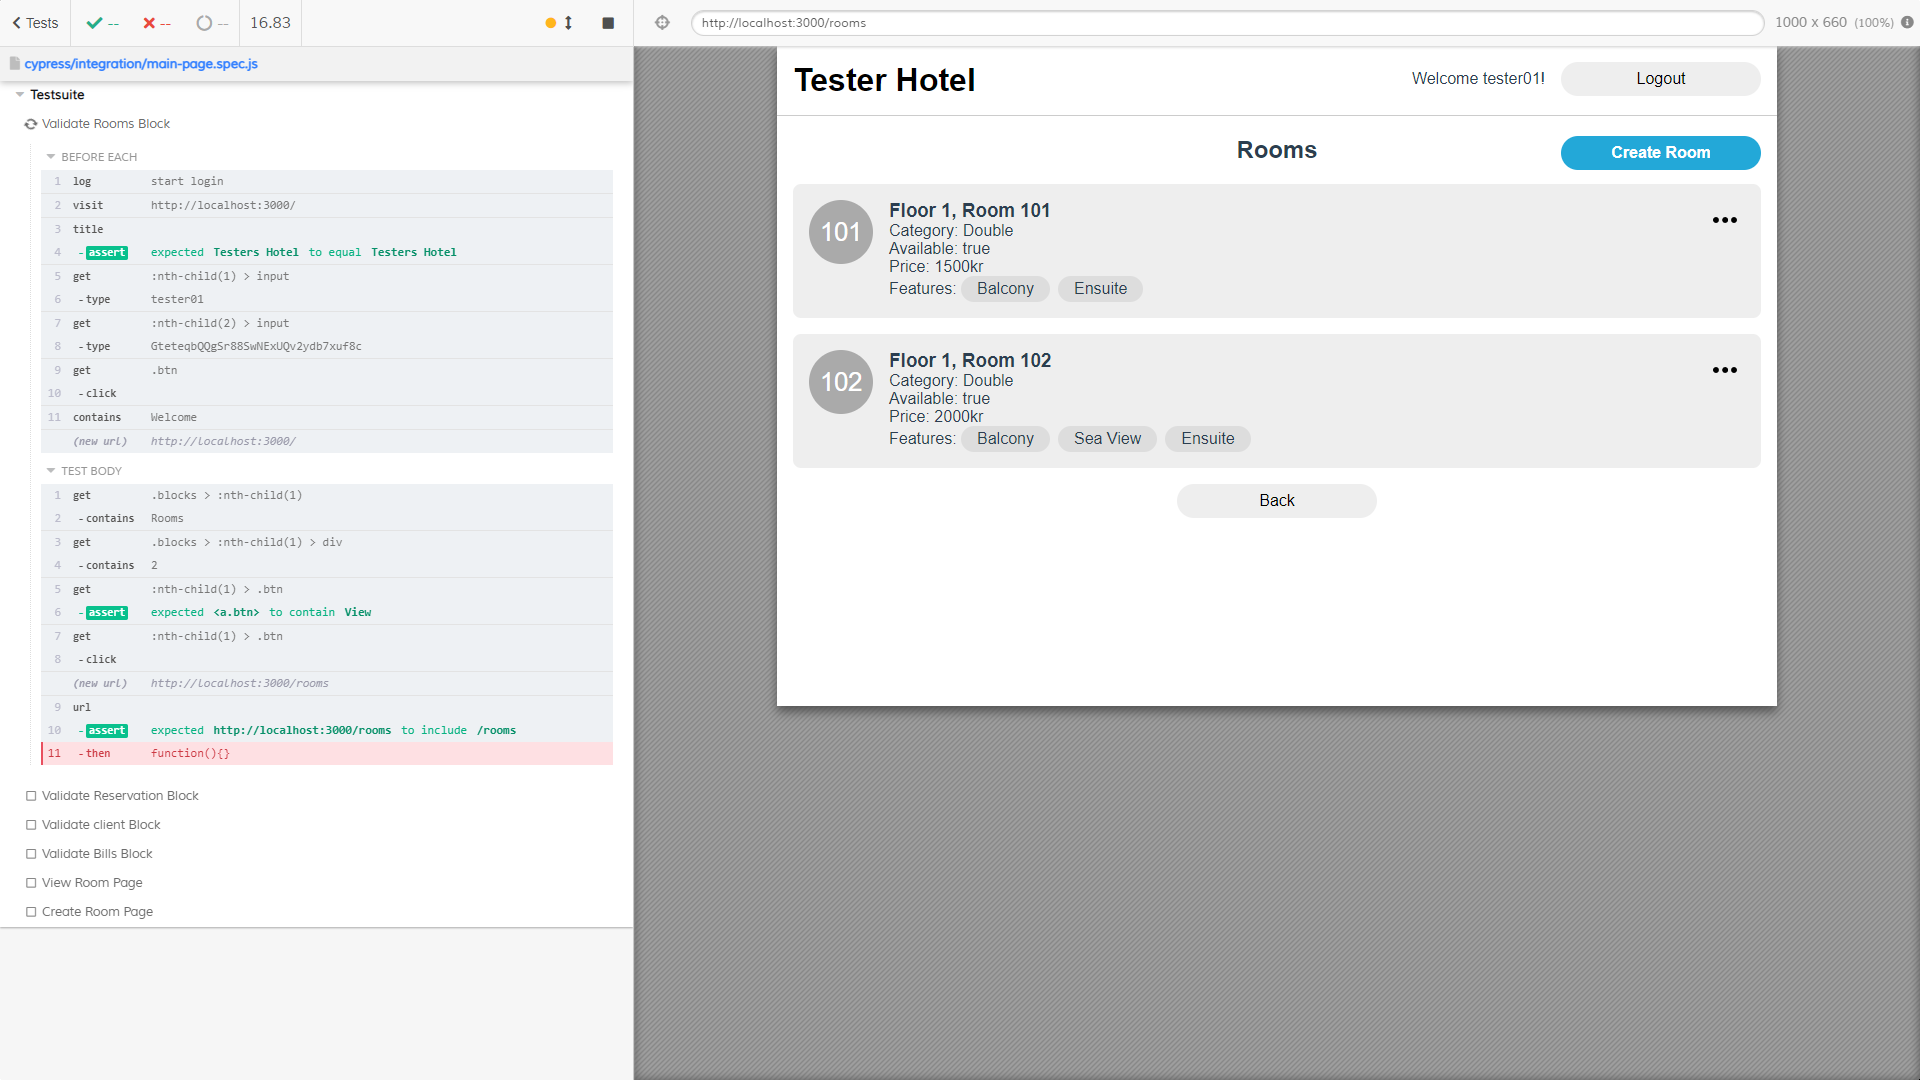 Tests -- -- -- 16.83
cypress/integration/main-page.spec.js
Testsuite
Validate Rooms Block
BEFORE EACH
1 log start login
2 visit http://localhost:3000/
3 title
4 -assert expected Testers Hotel to equal Testers Hotel
5 get :nth-child(1) > input
6 -type tester01
7 get :nth-child(2) > input
8 -type GteteqbQQgSr88SwNExUQv2ydb7xuf8c
9 get .btn
10 -click
11 contains Welcome
(new url) http://localhost:3000/
TEST BODY
1 get .blocks > :nth-child(1)
2 -contains Rooms
3 get .blocks > :nth-child(1) > div
4 -contains 2
5 get :nth-child(1) > .btn
6 -assert expected <a.btn> to contain View
7 get :nth-child(1) > .btn
8 -click
(new url) http://localhost:3000/rooms
9 url
10 -assert expected http://localhost:3000/rooms to include /rooms
11 -then function(){}
Validate Reservation Block
Validate client Block
Validate Bills Block
View Room Page
Create Room Page
http://localhost:3000/rooms 1000 x 660 (100%)
Tester Hotel Welcome tester01! Logout
Rooms Create Room
101
Floor 1, Room 101
Category: Double
Available: true
Price: 1500kr
Features: Balcony Ensuite
102
Floor 1, Room 102
Category: Double
Available: true
Price: 2000kr
Features: Balcony Sea View Ensuite
Back